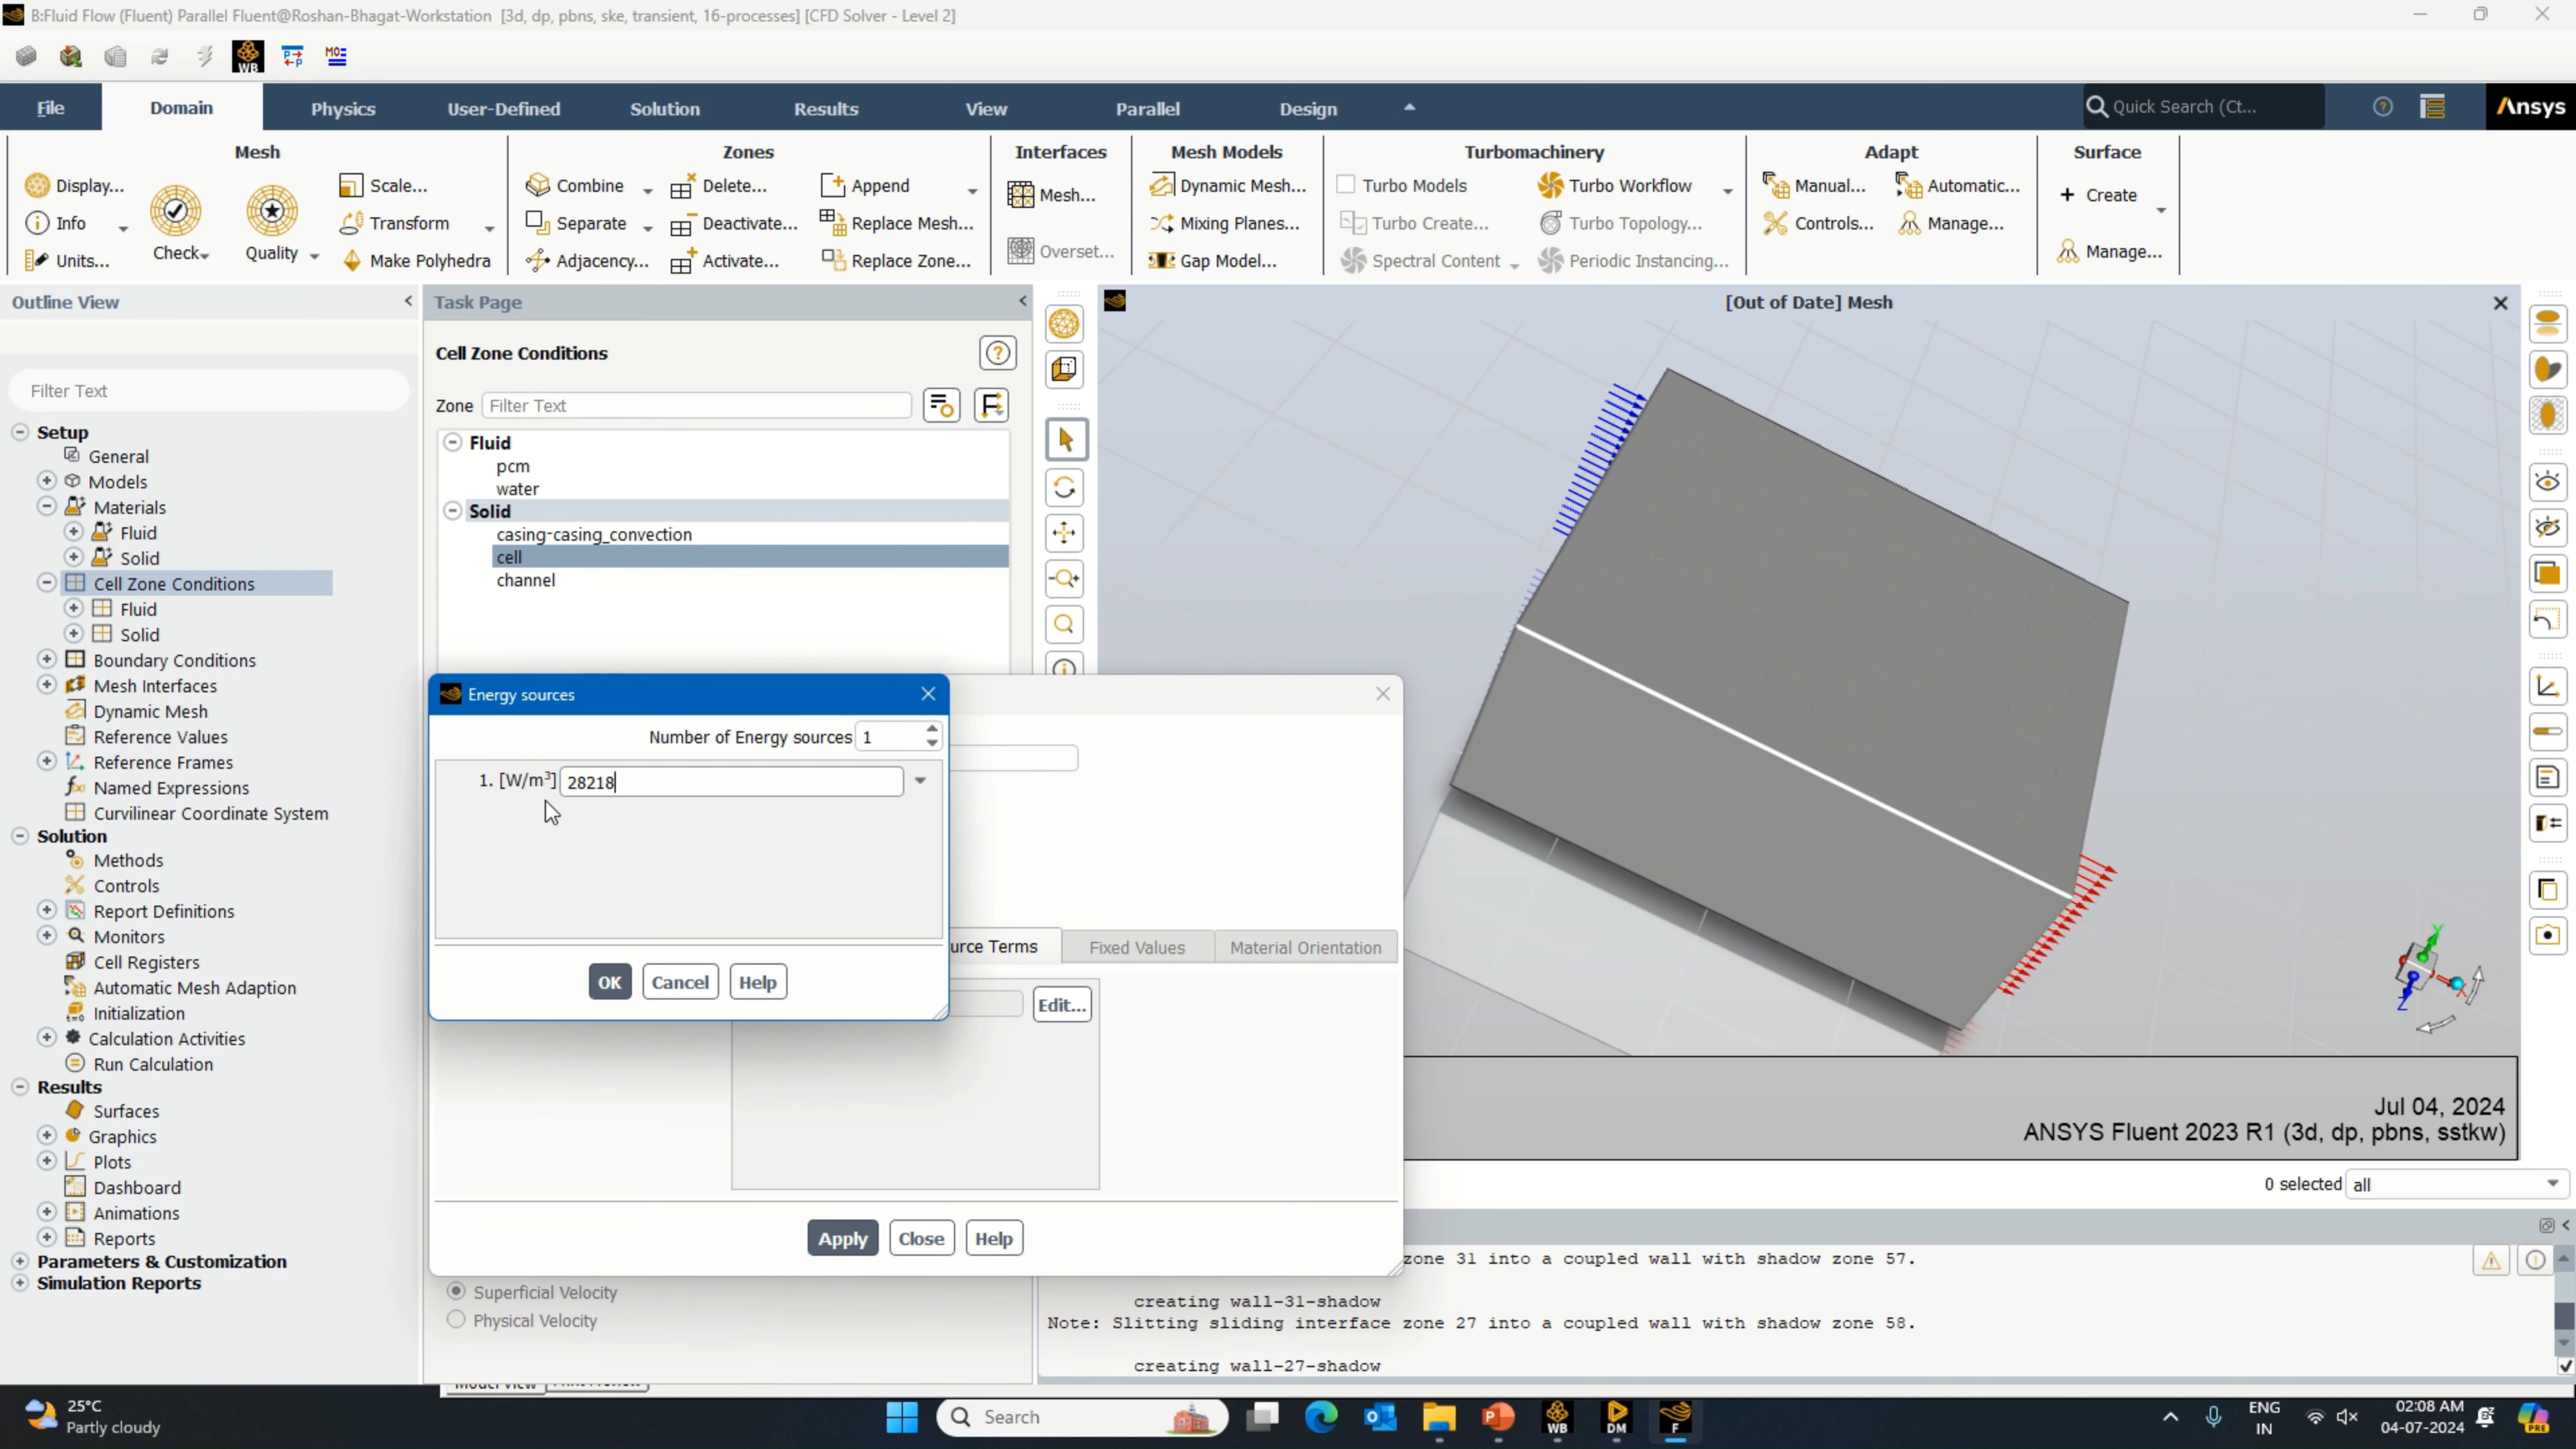 B:Fluid Flow (Fluent) Parallel Fluent@Roshan-Bhagat-Workstation [3d, dp, pbns, ske, transient, 16-processes] [CFD Solver - Level 2]
WB
MO
File Domain Physics User-Defined Solution Results View Parallel Design Quick Search (Ct... Ansys
Mesh Zones Interfaces Mesh Models Turbomachinery Adapt Surface
Display... Scale... Combine Delete... Append Mesh... Dynamic Mesh... Turbo Models Turbo Workflow Manual... Automatic... Create
Info Transform Separate Deactivate... Replace Mesh... Mixing Planes... Turbo Create... Turbo Topology... Controls... Manage...
Check Quality Overset... Manage...
Units... Make Polyhedra Adjacency... Activate... Replace Zone... Gap Model... Spectral Content Periodic Instancing...
Outline View
Filter Text
Setup
General
Models
Materials
Fluid
Solid
Cell Zone Conditions
Fluid
Solid
Boundary Conditions
Mesh Interfaces
Dynamic Mesh
Reference Values
Reference Frames
Named Expressions
Curvilinear Coordinate System
Solution
Methods
Controls
Report Definitions
Monitors
Cell Registers
Automatic Mesh Adaption
Initialization
Calculation Activities
Run Calculation
Results
Surfaces
Graphics
Plots
Dashboard
Animations
Reports
Parameters & Customization
Simulation Reports
Task Page
Cell Zone Conditions
Zone Filter Text
Fluid
pcm
water
Solid
casing-casing_convection
cell
channel
Energy sources
Number of Energy sources 1
1. [W/m³] 28218
OK Cancel Help
urce Terms Fixed Values Material Orientation
Edit...
Apply Close Help
Superficial Velocity
Physical Velocity
[Out of Date] Mesh
Y
X
Z
Jul 04, 2024
ANSYS Fluent 2023 R1 (3d, dp, pbns, sstkw)
0 selected all
zone 31 into a coupled wall with shadow zone 57.
creating wall-31-shadow
Note: Slitting sliding interface zone 27 into a coupled wall with shadow zone 58.
creating wall-27-shadow
25°C
Partly cloudy
Search
WB
DM
F
ENG
IN
02:08 AM
04-07-2024
PRE